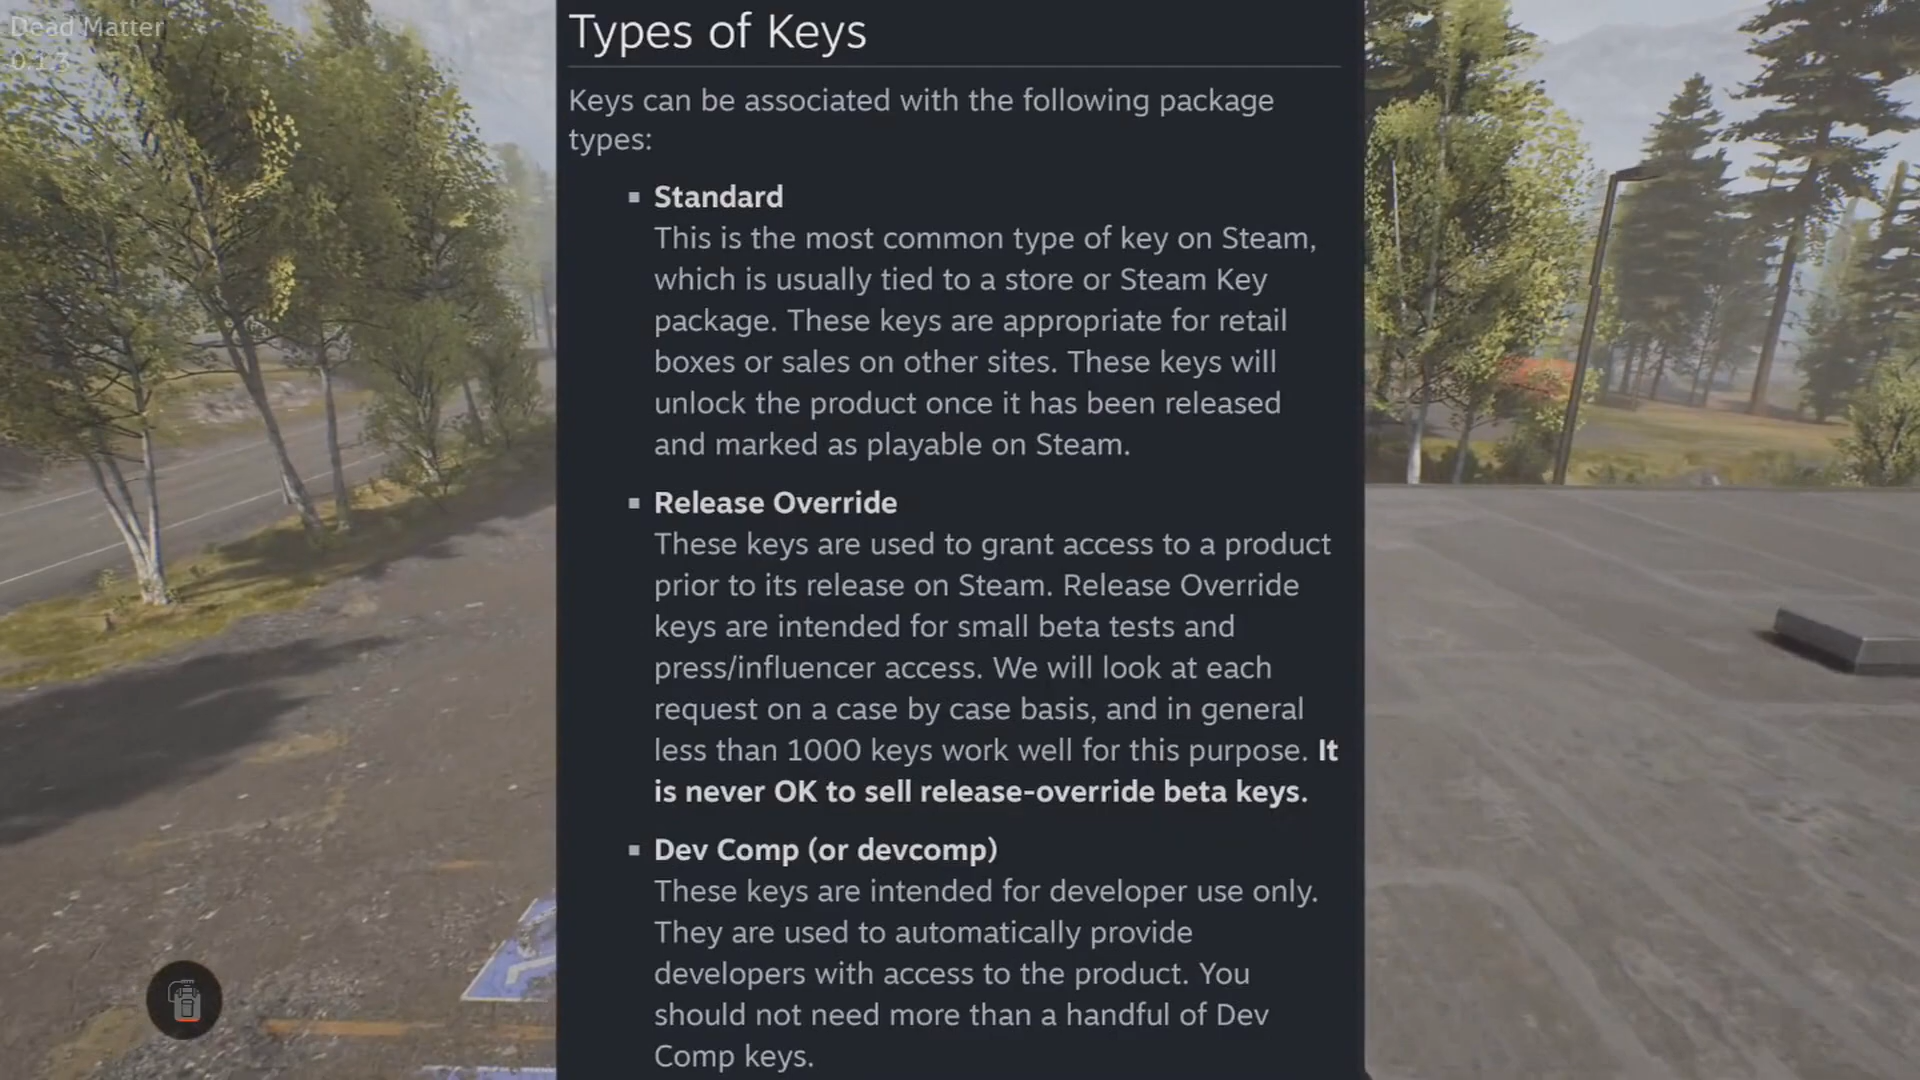 Dead Matter
0.1.3
Types of Keys
Keys can be associated with the following package
types:
Standard
This is the most common type of key on Steam,
which is usually tied to a store or Steam Key
package. These keys are appropriate for retail
boxes or sales on other sites. These keys will
unlock the product once it has been released
and marked as playable on Steam.
Release Override
These keys are used to grant access to a product
prior to its release on Steam. Release Override
keys are intended for small beta tests and
press/influencer access. We will look at each
request on a case by case basis, and in general
less than 1000 keys work well for this purpose. It
is never OK to sell release-override beta keys.
Dev Comp (or devcomp)
These keys are intended for developer use only.
They are used to automatically provide
developers with access to the product. You
should not need more than a handful of Dev
Comp keys.